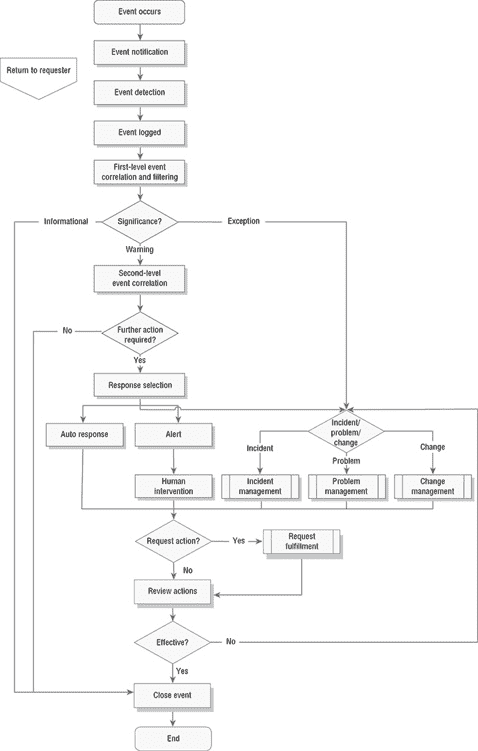 Event occurs
Event notification
Return to requester
Event detection
Event logged
First-level event
correlation and filtering
Informational
Significance?
Exception
Warning
Second-level
event correlation
No
Further action
required?
Yes
Response selection
Auto response
Alert
Incident/
problem/
change
Incident
Problem
Change
Human
intervention
Incident
management
Problem
management
Change
management
Request action?
Yes
Request
fulfillment
No
Review actions
Effective?
No
Yes
Close event
End